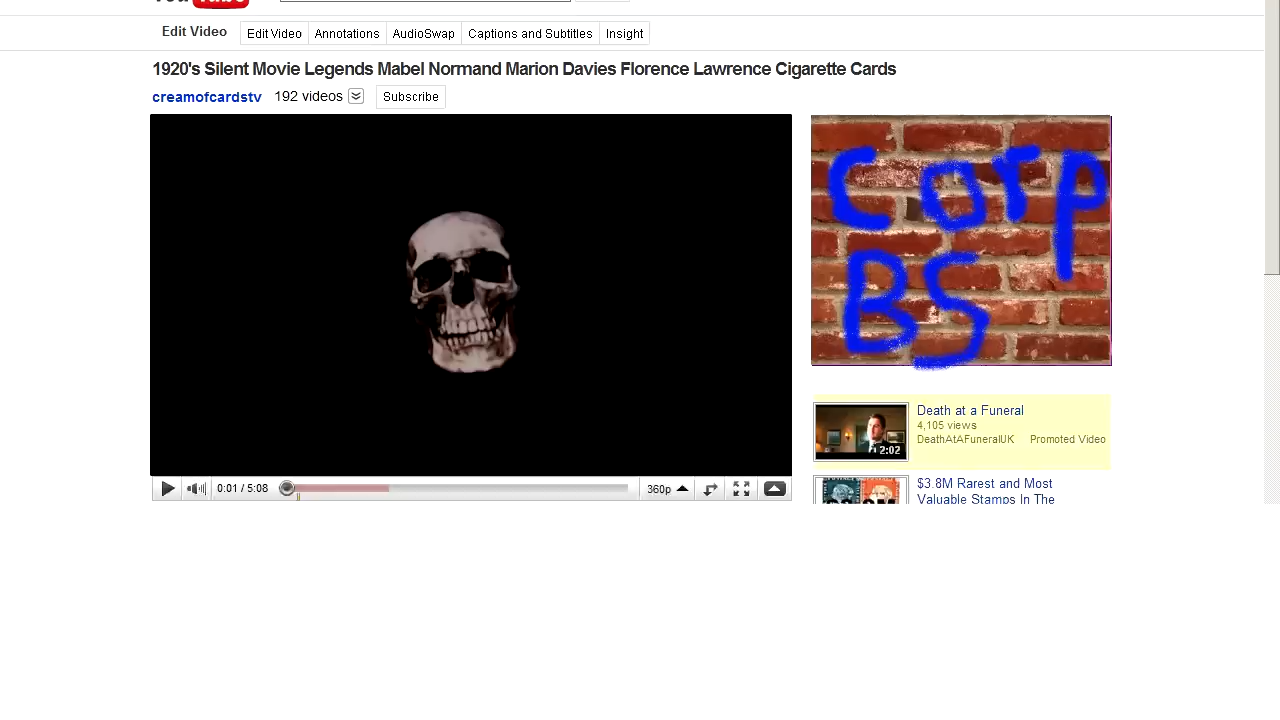 YouTube
Edit Video Edit Video Annotations AudioSwap Captions and Subtitles Insight
1920's Silent Movie Legends Mabel Normand Marion Davies Florence Lawrence Cigarette Cards
creamofcardstv 192 videos Subscribe
Corp
BS
Death at a Funeral
4,105 views
DeathAtAFuneralUK Promoted Video
2:02
$3.8M Rarest and Most
Valuable Stamps In The
0:01 / 5:08 360p